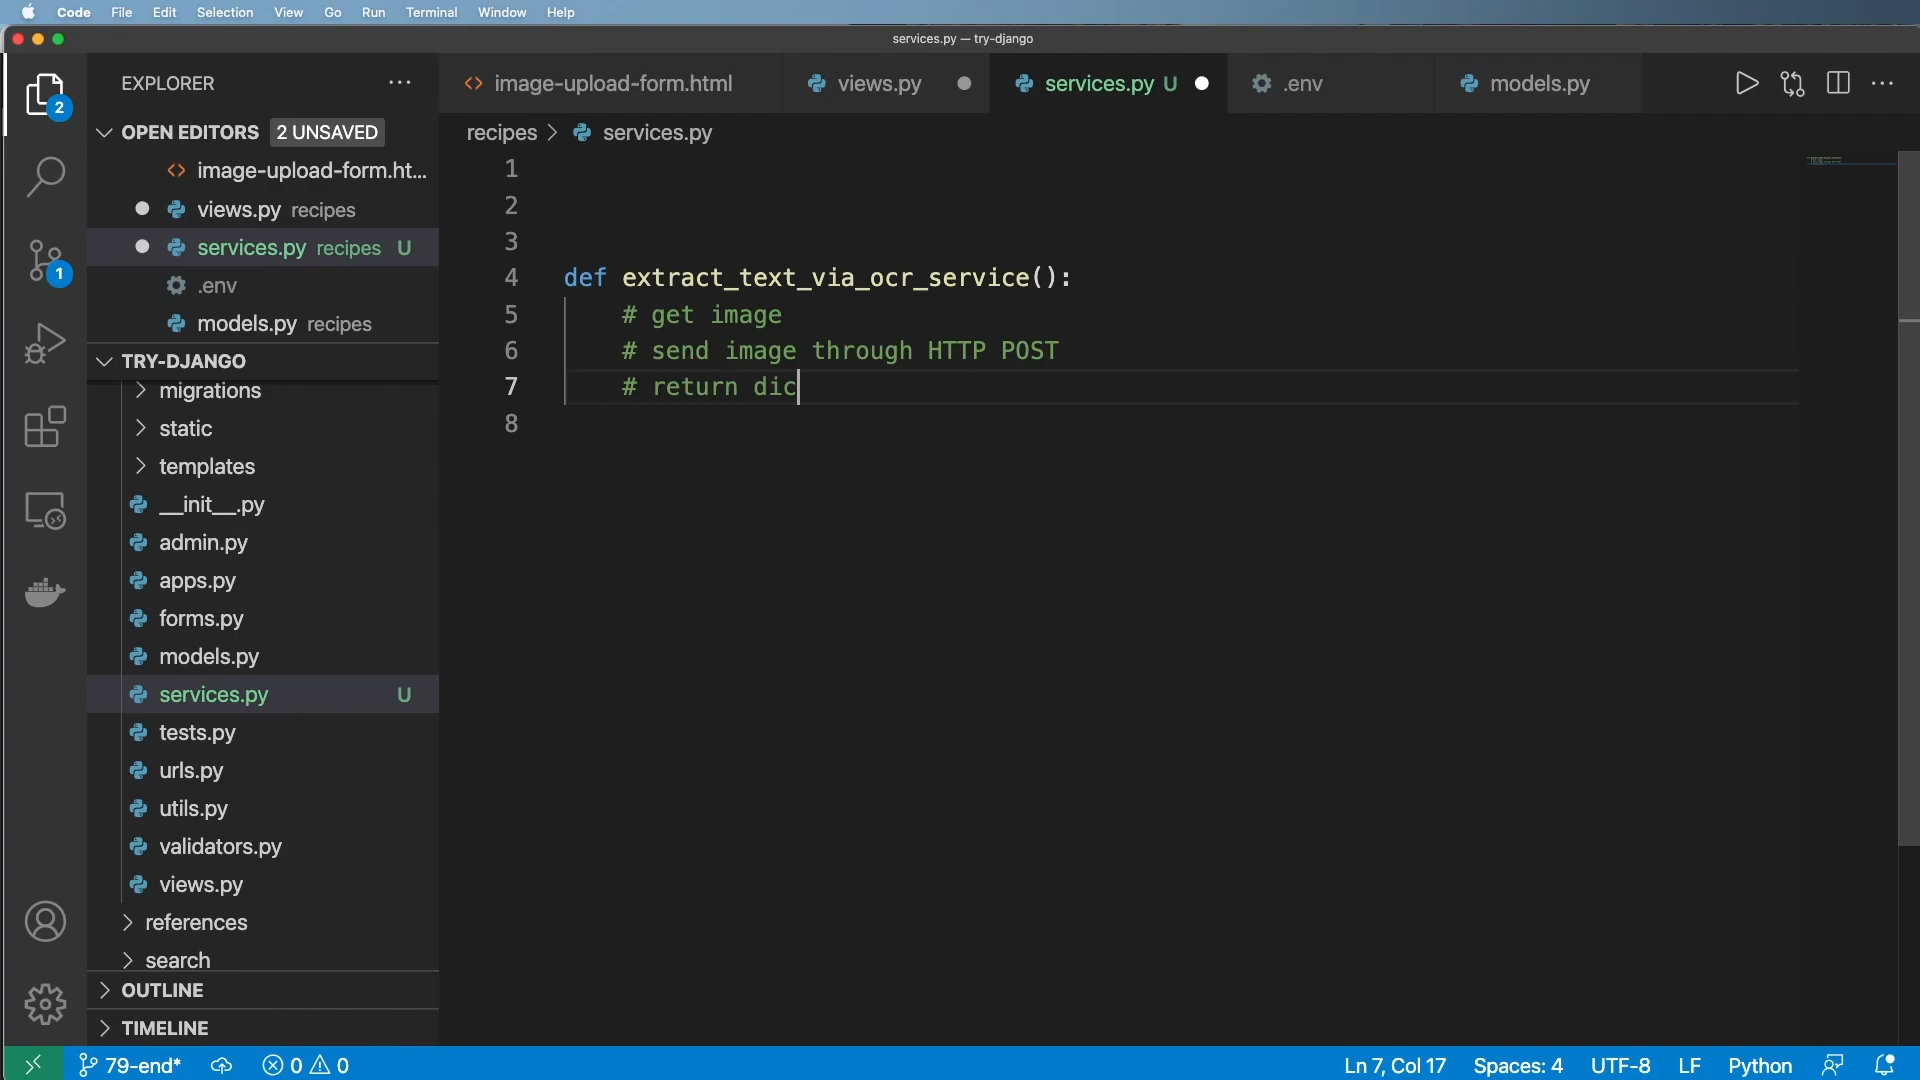 Code File Edit Selection View Go Run Terminal Window Help
services.py — try-django
EXPLORER
2
OPEN EDITORS 2 UNSAVED
image-upload-form.ht...
views.py recipes
services.py recipes U
.env
models.py recipes
1
TRY-DJANGO
migrations
static
templates
__init__.py
admin.py
apps.py
forms.py
models.py
services.py U
tests.py
urls.py
utils.py
validators.py
views.py
references
search
OUTLINE
TIMELINE
image-upload-form.html views.py services.py U .env models.py
recipes > services.py
1
2
3
4 def extract_text_via_ocr_service():
5 # get image
6 # send image through HTTP POST
7 # return dic
8
79-end* 0 0 Ln 7, Col 17 Spaces: 4 UTF-8 LF Python